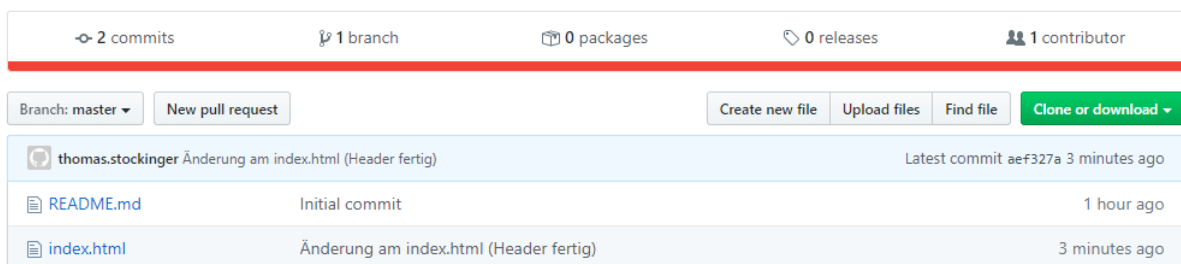 2 commits 1 branch 0 packages 0 releases 1 contributor
Branch: master New pull request Create new file Upload files Find file Clone or download
thomas.stockinger Änderung am index.html (Header fertig) Latest commit aef327a 3 minutes ago
README.md Initial commit 1 hour ago
index.html Änderung am index.html (Header fertig) 3 minutes ago